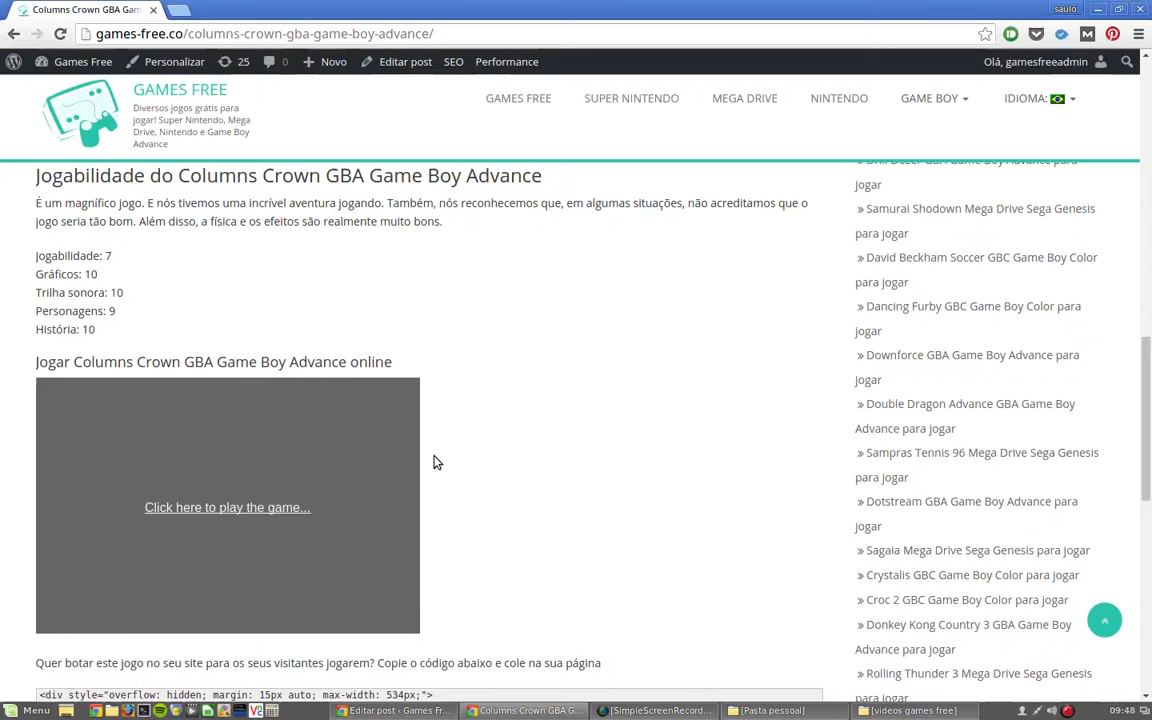 Columns Crown GBA Gam
saulo
games-free.co/columns-crown-gba-game-boy-advance/
Games Free
Personalizar
25
0
Novo
Editar post
SEO
Performance
Olá, gamesfreeadmin
GAMES FREE
Diversos jogos grátis para
jogar! Super Nintendo, Mega
Drive, Nintendo e Game Boy
Advance
GAMES FREE
SUPER NINTENDO
MEGA DRIVE
NINTENDO
GAME BOY
IDIOMA:
Jogabilidade do Columns Crown GBA Game Boy Advance
É um magnífico jogo. E nós tivemos uma incrível aventura jogando. Também, nós reconhecemos que, em algumas situações, não acreditamos que o
jogo seria tão bom. Além disso, a física e os efeitos são realmente muito bons.
Jogabilidade: 7
Gráficos: 10
Trilha sonora: 10
Personagens: 9
História: 10
Jogar Columns Crown GBA Game Boy Advance online
Click here to play the game...
Quer botar este jogo no seu site para os seus visitantes jogarem? Copie o código abaixo e cole na sua página
<div style="overflow: hidden; margin: 15px auto; max-width: 534px;">
Drill Dozer GBA Game Boy Advance para
jogar
» Samurai Shodown Mega Drive Sega Genesis
para jogar
» David Beckham Soccer GBC Game Boy Color
para jogar
» Dancing Furby GBC Game Boy Color para
jogar
» Downforce GBA Game Boy Advance para
jogar
» Double Dragon Advance GBA Game Boy
Advance para jogar
» Sampras Tennis 96 Mega Drive Sega Genesis
para jogar
» Dotstream GBA Game Boy Advance para
jogar
» Sagaia Mega Drive Sega Genesis para jogar
» Crystalis GBC Game Boy Color para jogar
» Croc 2 GBC Game Boy Color para jogar
» Donkey Kong Country 3 GBA Game Boy
Advance para jogar
» Rolling Thunder 3 Mega Drive Sega Genesis
para jogar
Menu
Editar post ‹ Games Fr...
Columns Crown GBA G...
[SimpleScreenRecord...
[Pasta pessoal]
[videos games free]
09:48